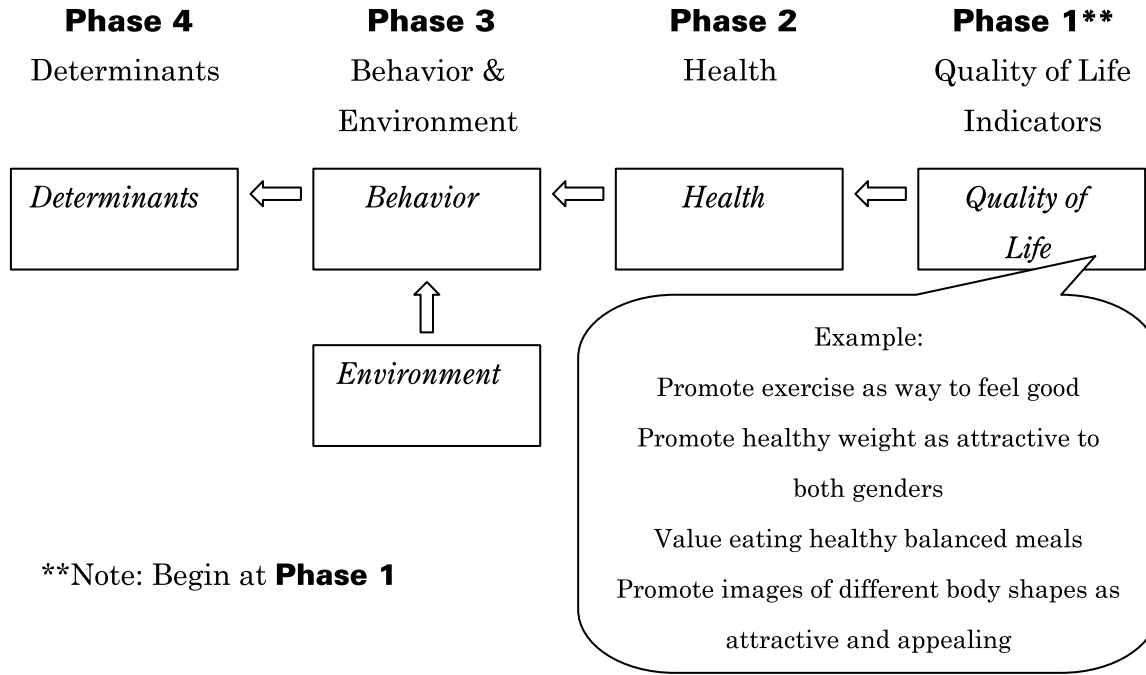 Phase 4
Determinants
Phase 3
Behavior &
Environment
Phase 2
Health
Phase 1**
Quality of Life
Indicators
Determinants
Behavior
Health
Quality of
Life
Environment
Example:
Promote exercise as way to feel good
Promote healthy weight as attractive to
both genders
Value eating healthy balanced meals
Promote images of different body shapes as
attractive and appealing
**Note: Begin at Phase 1